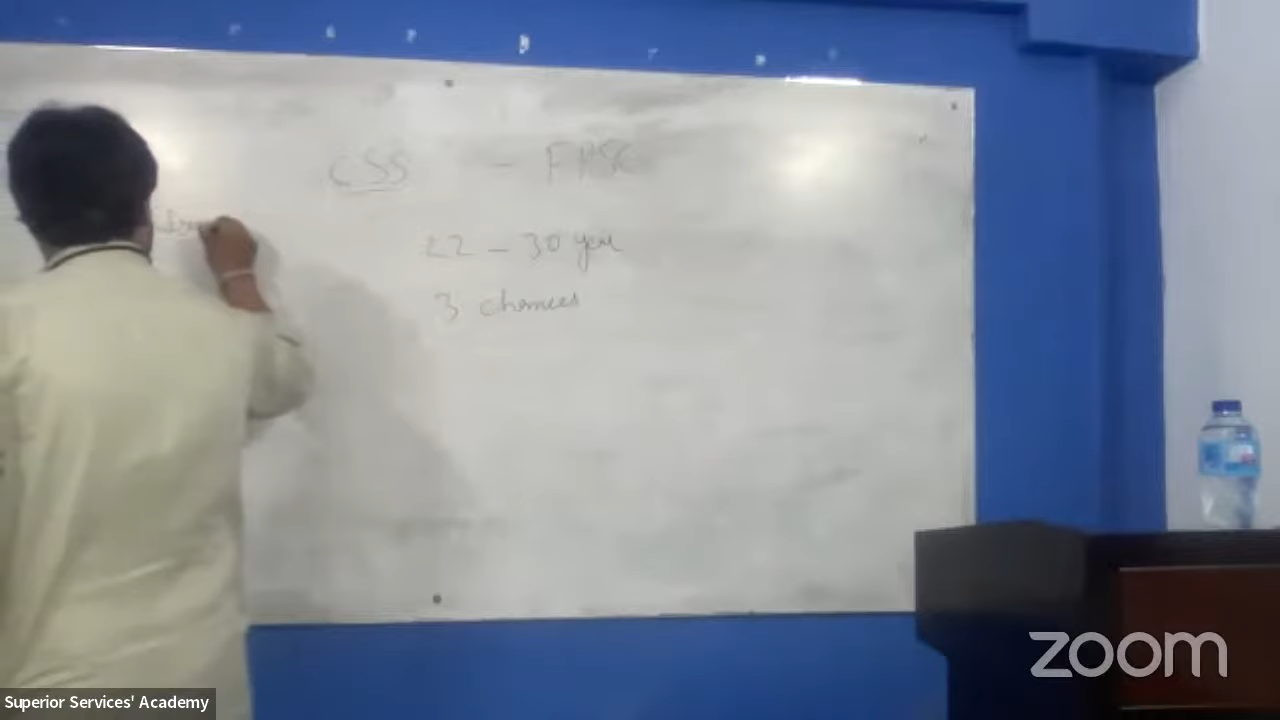 CSS - FPSC
22 - 30 year
3 chances
zoom
Superior Services' Academy